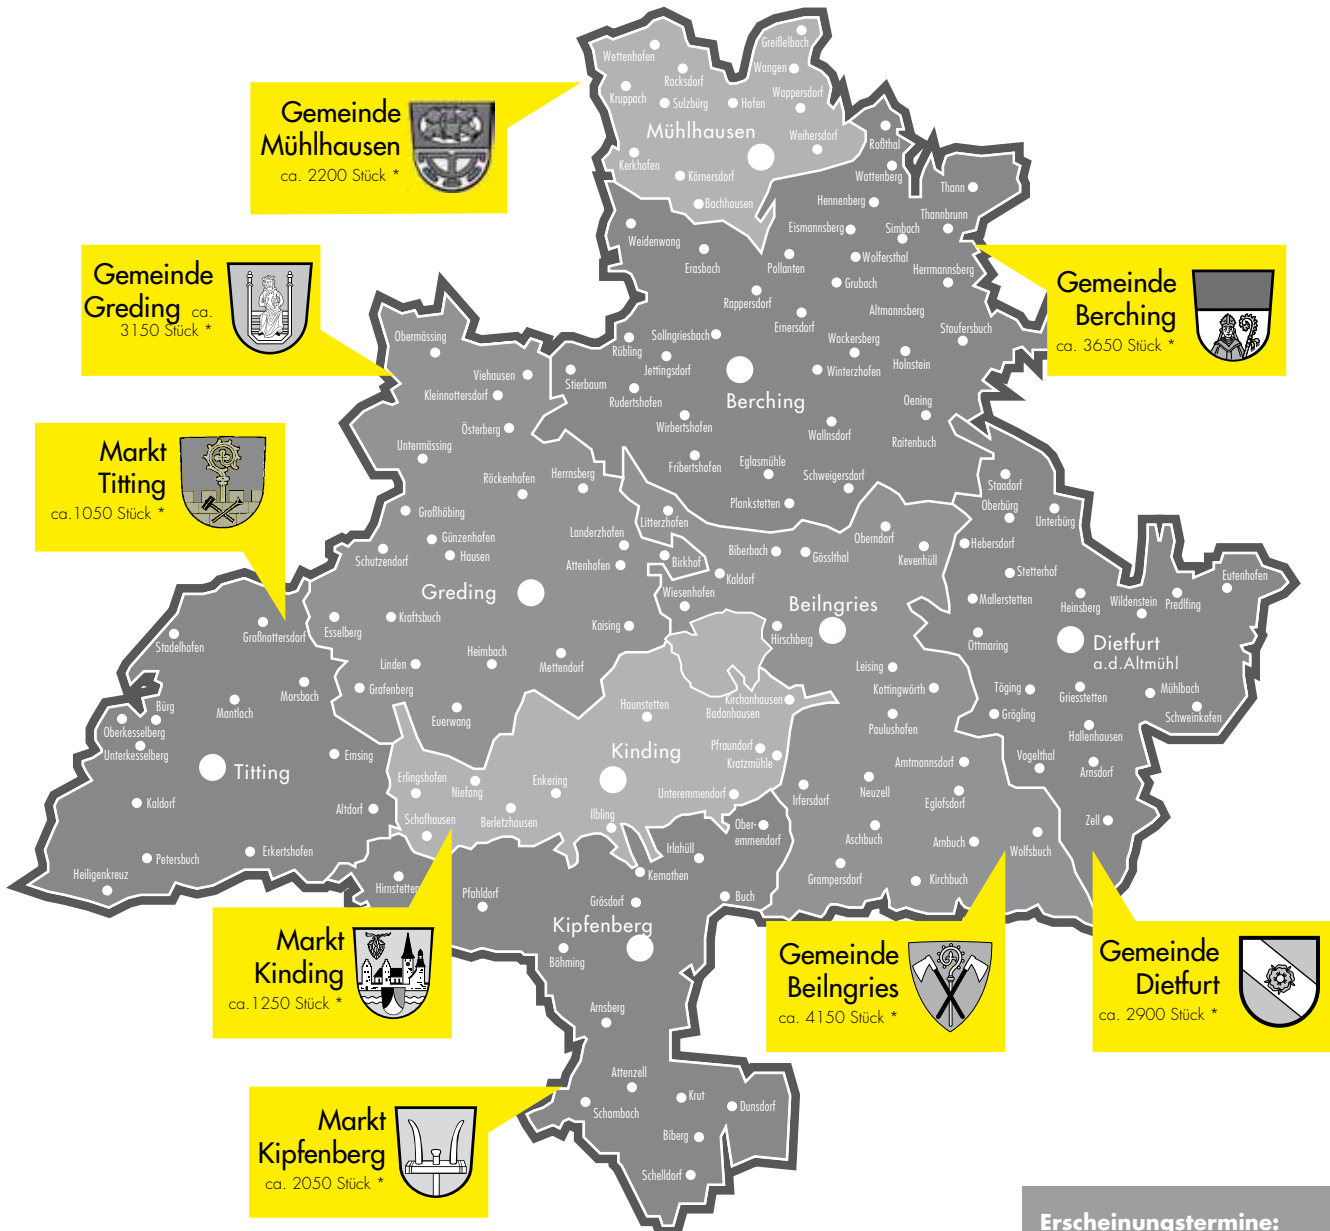 Gemeinde
Mühlhausen
ca. 2200 Stück *
Gemeinde
Greding ca.
3150 Stück *
Markt
Titting
ca.1050 Stück *
Gemeinde
Berching
ca. 3650 Stück *
Markt
Kinding
ca.1250 Stück *
Markt
Kipfenberg
ca. 2050 Stück *
Gemeinde
Beilngries
ca. 4150 Stück *
Gemeinde
Dietfurt
ca. 2900 Stück *
Greißelbach
Wettenhofen
Wangen
Rocksdorf
Kruppach
Sulzbürg
Hofen
Wappersdorf
Mühlhausen
Weihersdorf
Kerkhofen
Körnersdorf
Bachhausen
Roßthal
Wattenberg
Thann
Hennenberg
Thannbrunn
Weidenwang
Eismannsberg
Simbach
Erasbach
Pollanten
Wolfersthal
Herrmannsberg
Grubach
Rappersdorf
Altmannsberg
Ernersdorf
Staufersbuch
Sollngriesbach
Rübling
Wackersberg
Jettingsdorf
Holnstein
Stierbaum
Winterzhofen
Rudertshofen
Berching
Oening
Wirbertshofen
Wallnsdorf
Raitenbuch
Fribertshofen
Eglasmühle
Schweigersdorf
Plankstetten
Obermässing
Viehausen
Kleinnottersdorf
Österberg
Untermässing
Röckenhofen
Herrnsberg
Großhöbing
Günzenhofen
Landerzhofen
Schutzendorf
Hausen
Attenhofen
Greding
Kraftsbuch
Esselberg
Kaising
Linden
Heimbach
Mettendorf
Grafenberg
Euerwang
Litterzhofen
Birkhof
Biberbach
Gösslthal
Oberndorf
Kevenhüll
Kaldorf
Wiesenhofen
Beilngries
Hirschberg
Leising
Kottingwörth
Paulushofen
Amtmannsdorf
Irfersdorf
Neuzell
Eglofsdorf
Aschbuch
Arnbuch
Wolfsbuch
Grampersdorf
Kirchbuch
Staadorf
Oberbürg
Unterbürg
Hebersdorf
Stetterhof
Eutenhofen
Mallerstetten
Heinsberg
Wildenstein
Predlfing
Ottmaring
Dietfurt
a.d.Altmühl
Töging
Griesstetten
Mühlbach
Grögling
Schweinkofen
Hallenhausen
Vogelthal
Arnsdorf
Zell
Großnottersdorf
Stadelhofen
Morsbach
Mantlach
Bürg
Oberkesselberg
Unterkesselberg
Emsing
Titting
Kaldorf
Altdorf
Petersbuch
Erkertshofen
Heiligenkreuz
Kirchanhausen
Badanhausen
Haunstetten
Kinding
Pfraundorf
Kratzmühle
Erlingshofen
Enkering
Niefang
Unteremmendorf
Schafhausen
Berletzhausen
Ilbling
Ober-
emmendorf
Irlahüll
Kemathen
Hirnstetten
Pfahldorf
Grösdorf
Buch
Kipfenberg
Böhming
Arnsberg
Attenzell
Krut
Schambach
Dunsdorf
Biberg
Schelldorf
Erscheinungstermine: